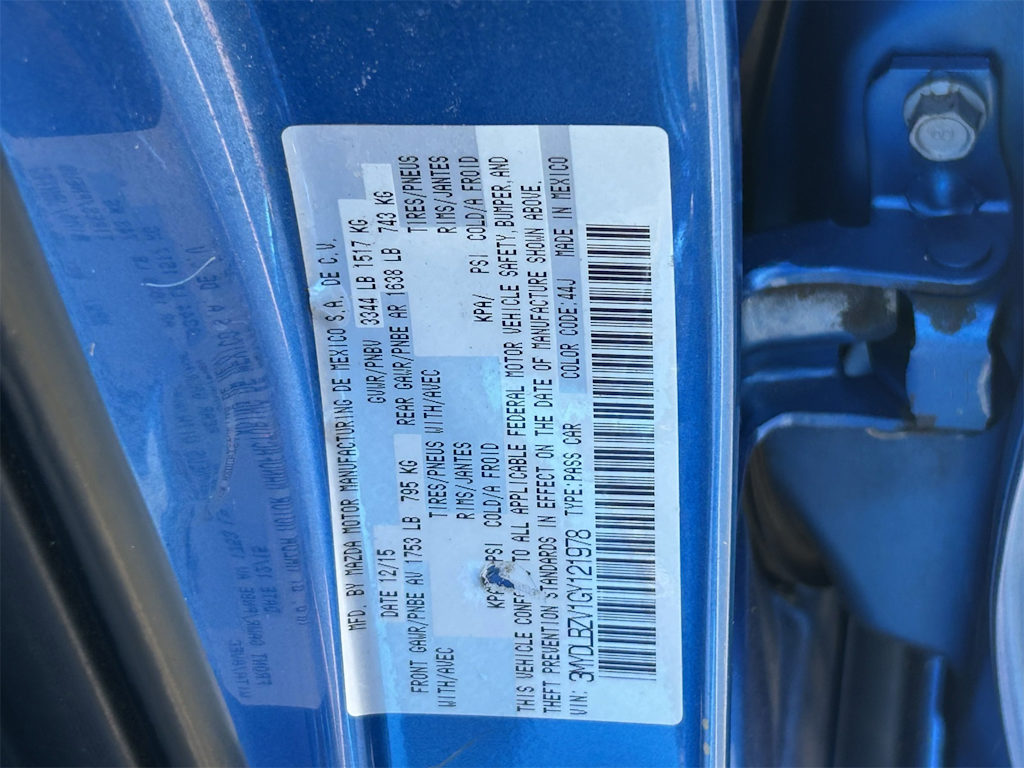 MFD. BY MAZDA MOTOR MANUFACTURING DE MEXICO S.A. DE C.V.
DATE 12/15 GVWR/PNBV 3344 LB 1517 KG
FRONT GAWR/PNBE AV 1753 LB 795 KG REAR GAWR/PNBE AR 1638 LB 743 KG
WITH/AVEC TIRES/PNEUS WITH/AVEC TIRES/PNEUS
RIMS/JANTES RIMS/JANTES
KPA PSI COLD/A FROID KPA/ PSI COLD/A FROID
THIS VEHICLE TO ALL APPLICABLE FEDERAL MOTOR VEHICLE SAFETY, BUMPER, AND
THEFT PREVENTION STANDARDS IN EFFECT ON THE DATE OF MANUFACTURE SHOWN ABOVE.
VIN: 3MYDLBZV1GY121978 TYPE:PASS CAR COLOR CODE:44J MADE IN MEXICO